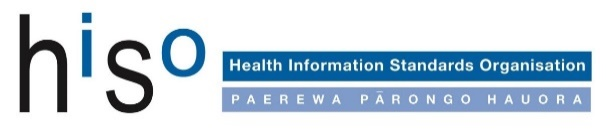 hiso
Health Information Standards Organisation
PAEREWA PĀRONGO HAUORA